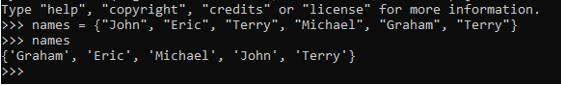 Type "help", "copyright", "credits" or "license" for more information.
>>> names = {"John", "Eric", "Terry", "Michael", "Graham", "Terry"}
>>> names
{'Graham', 'Eric', 'Michael', 'John', 'Terry'}
>>>